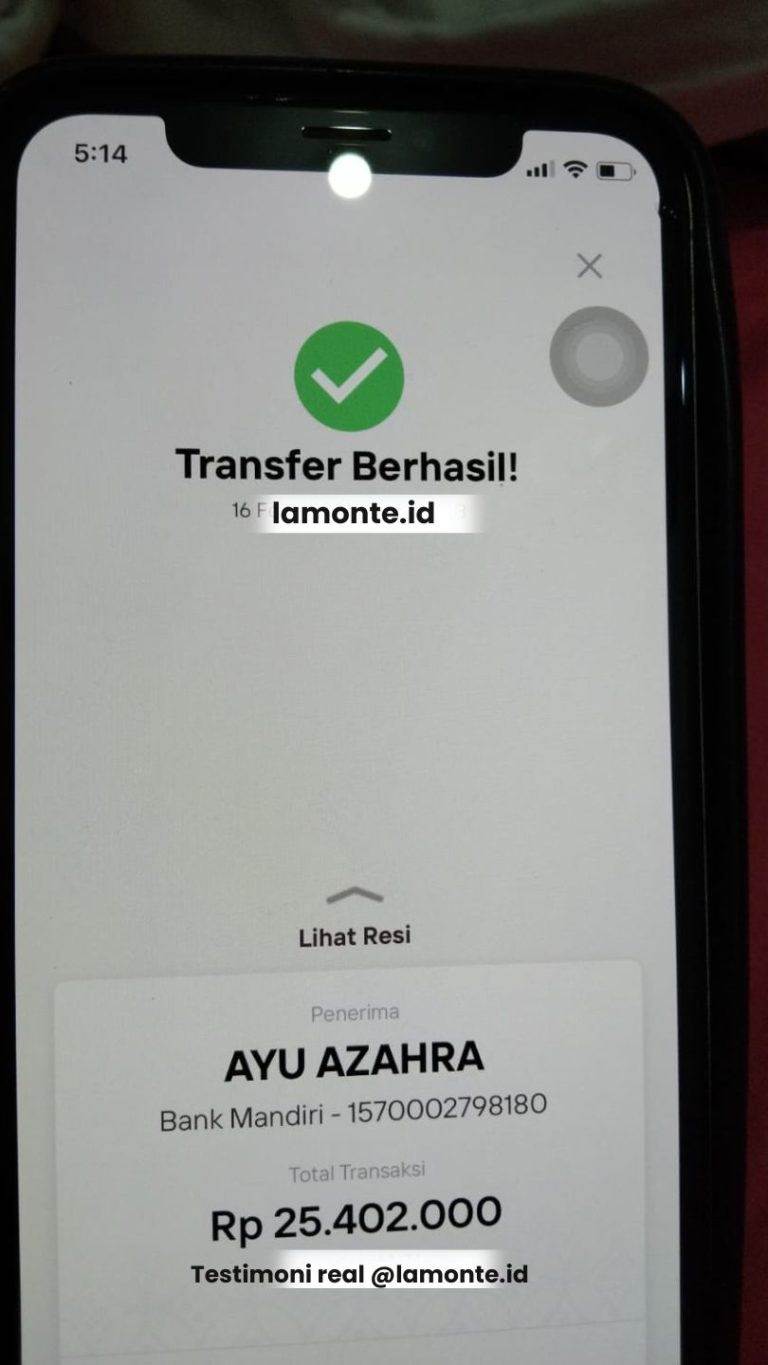 5:14
Transfer Berhasil!
16 F
lamonte.id
Lihat Resi
Penerima
AYU AZAHRA
Bank Mandiri - 1570002798180
Total Transaksi
Rp 25.402.000
Testimoni real @lamonte.id